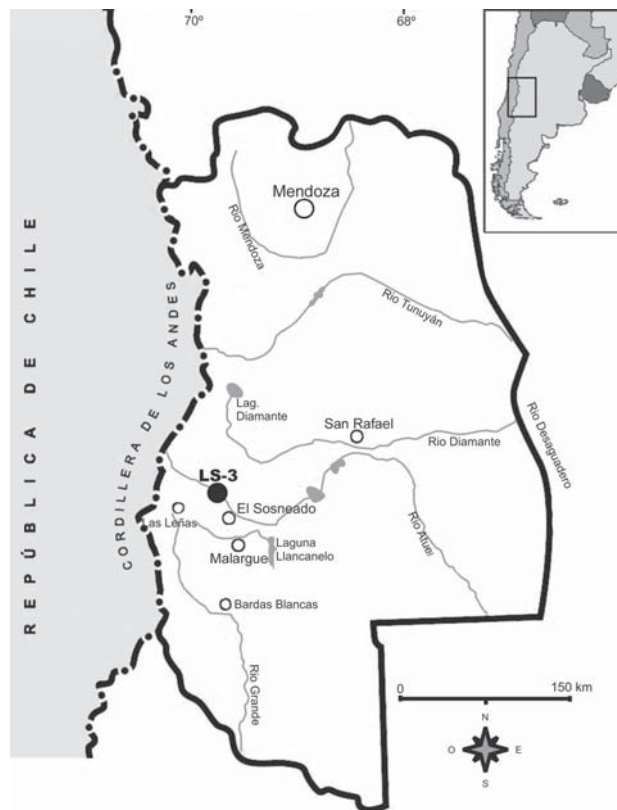 70º
68º
REPÚBLICA DE CHILE
CORDILLERA DE LOS ANDES
Mendoza
Río Mendoza
Río Tunuyán
Lag.
Diamante
San Rafael
Río Diamante
Río Desaguadero
LS-3
El Sosneado
Las Leñas
Malargue
Laguna
Llancanelo
Río Atuel
Bardas Blancas
Río Grande
0
150 km
N
O
E
S